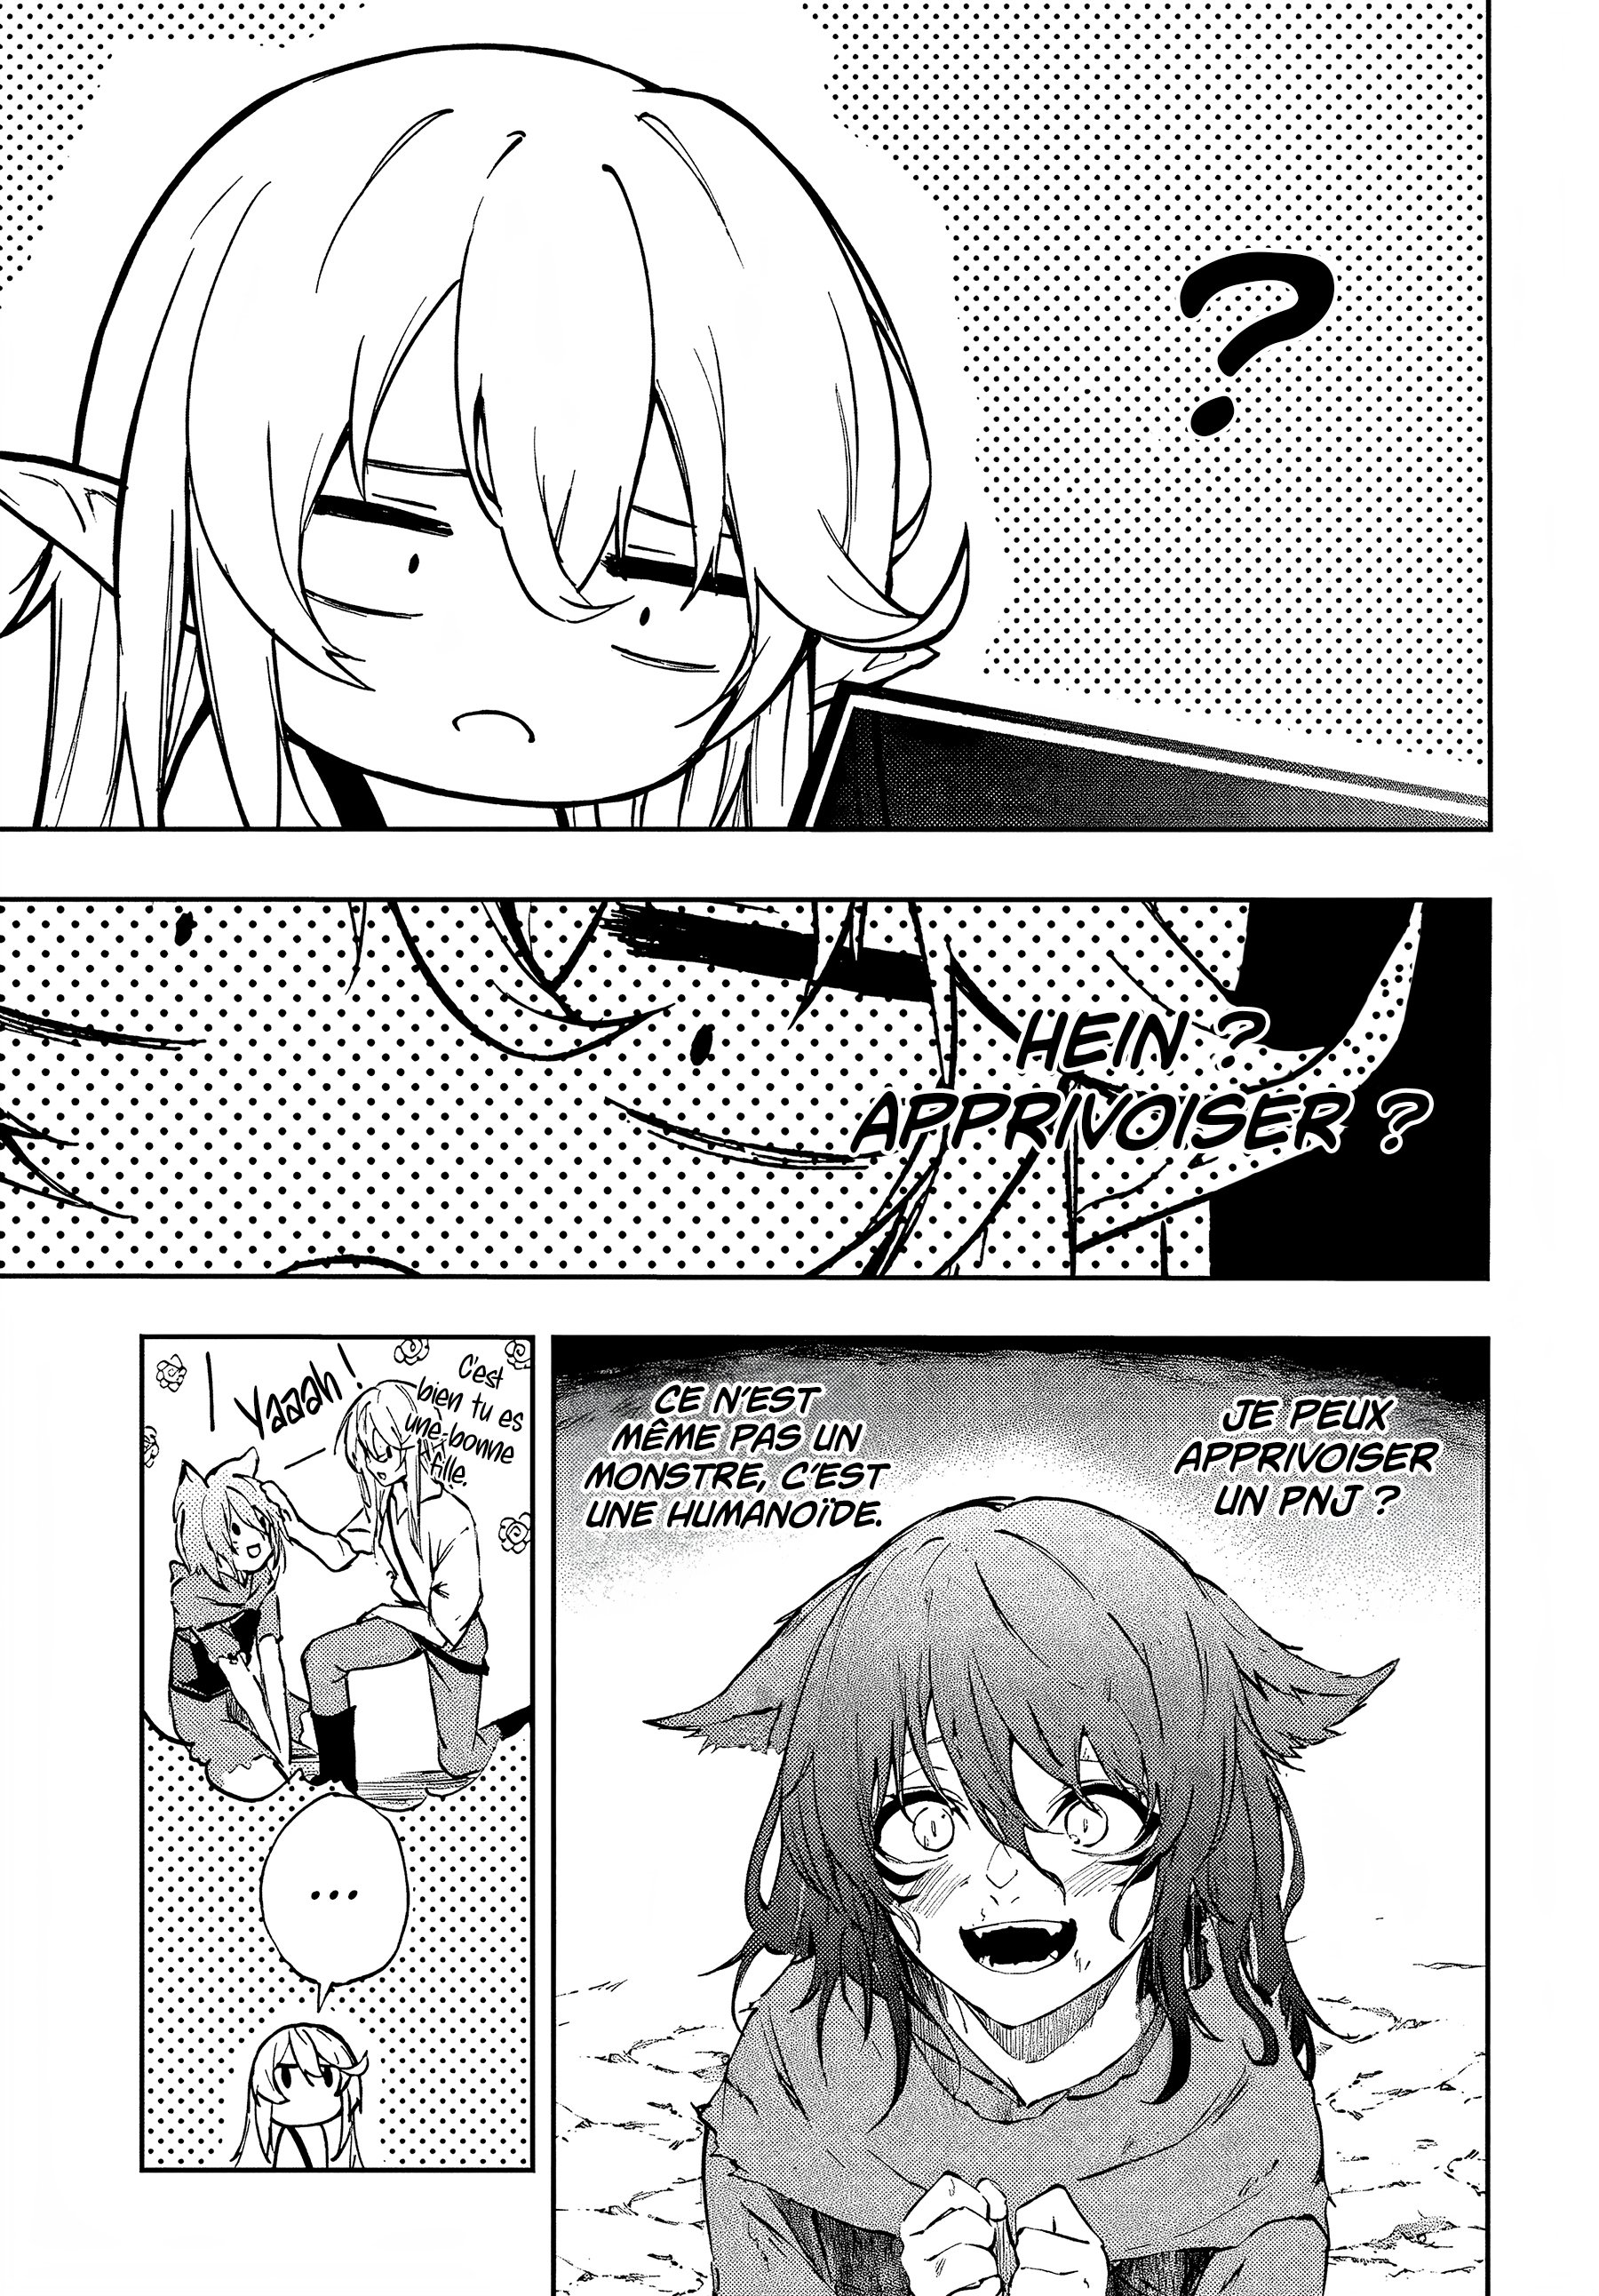 ?
HEIN ?
APPRIVOISER ?
JE PEUX
APPRIVOISER
UN PNJ ?
CE N'EST
MÊME PAS UN
MONSTRE, C'EST
UNE HUMANOÏDE.
C'est
bien tu es
une bonne
fille.
Yaaah !
...